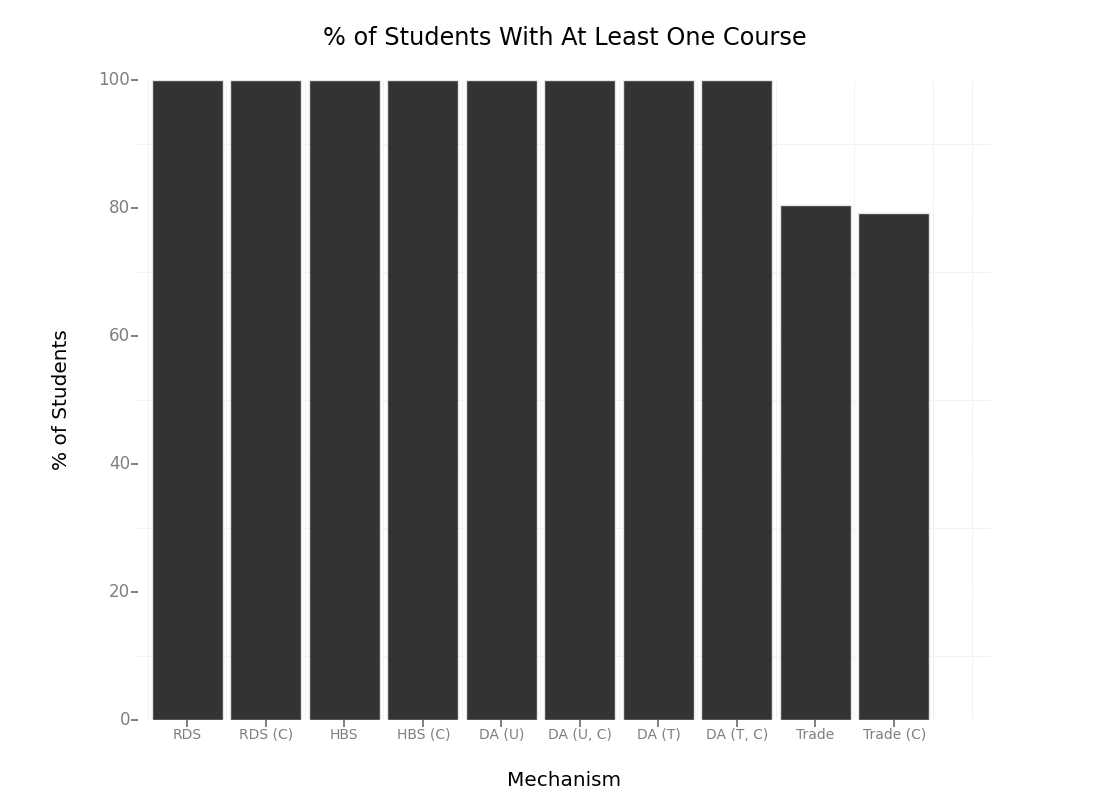 % of Students With At Least One Course
100
80
60
40
20
0
% of Students
RDS RDS (C) HBS HBS (C) DA (U) DA (U, C) DA (T) DA (T, C) Trade Trade (C)
Mechanism